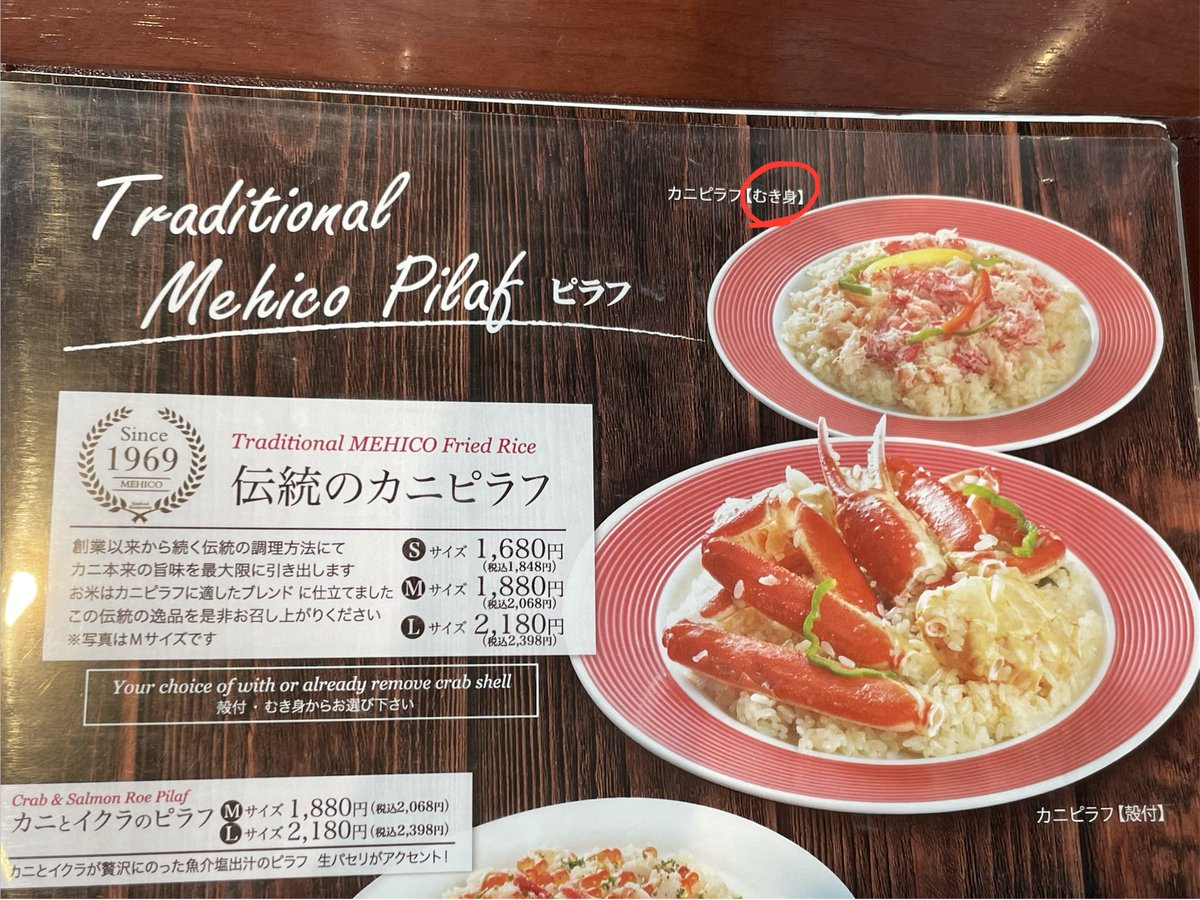 Traditional
Mehico Pilaf ピラフ
カニピラフ【むき身】
Since
1969
MEHICO
Traditional MEHICO Fried Rice
伝統のカニピラフ
創業以来から続く伝統の調理方法にて
カニ本来の旨味を最大限に引き出します
お米はカニピラフに適したブレンドに仕立てました
この伝統の逸品を是非お召し上がりください
※写真はMサイズです
S サイズ 1,680円
(税込1,848円)
M サイズ 1,880円
(税込2,068円)
L サイズ 2,180円
(税込2,398円)
Your choice of with or already remove crab shell
殻付・むき身からお選び下さい
カニピラフ【殻付】
Crab & Salmon Roe Pilaf
カニとイクラのピラフ
M サイズ 1,880円(税込2,068円)
L サイズ 2,180円(税込2,398円)
カニとイクラが贅沢にのった魚介塩出汁のピラフ 生パセリがアクセント!